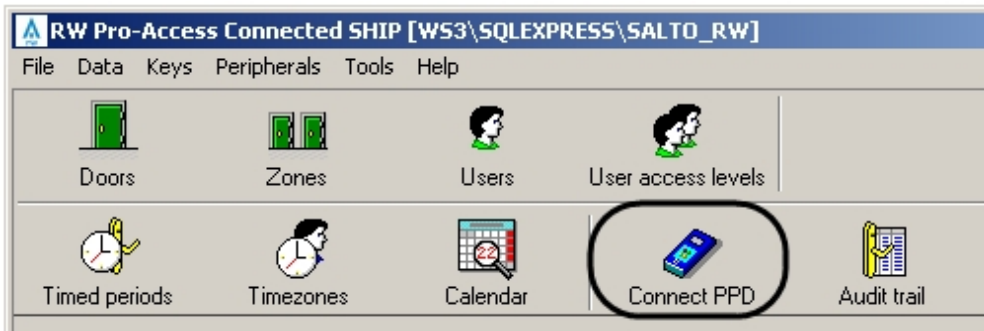 RW Pro-Access Connected SHIP [WS3\SQLEXPRESS\SALTO_RW]
File Data Keys Peripherals Tools Help
Doors Zones Users User access levels
22
Timed periods Timezones Calendar Connect PPD Audit trail